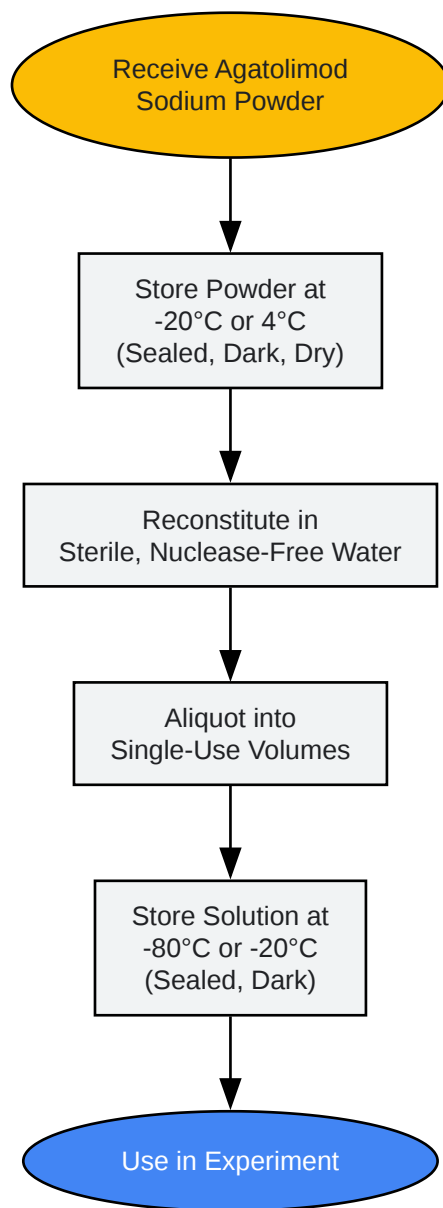 Receive Agatolimod
Sodium Powder
Store Powder at
-20°C or 4°C
(Sealed, Dark, Dry)
Reconstitute in
Sterile, Nuclease-Free Water
Aliquot into
Single-Use Volumes
Store Solution at
-80°C or -20°C
(Sealed, Dark)
Use in Experiment